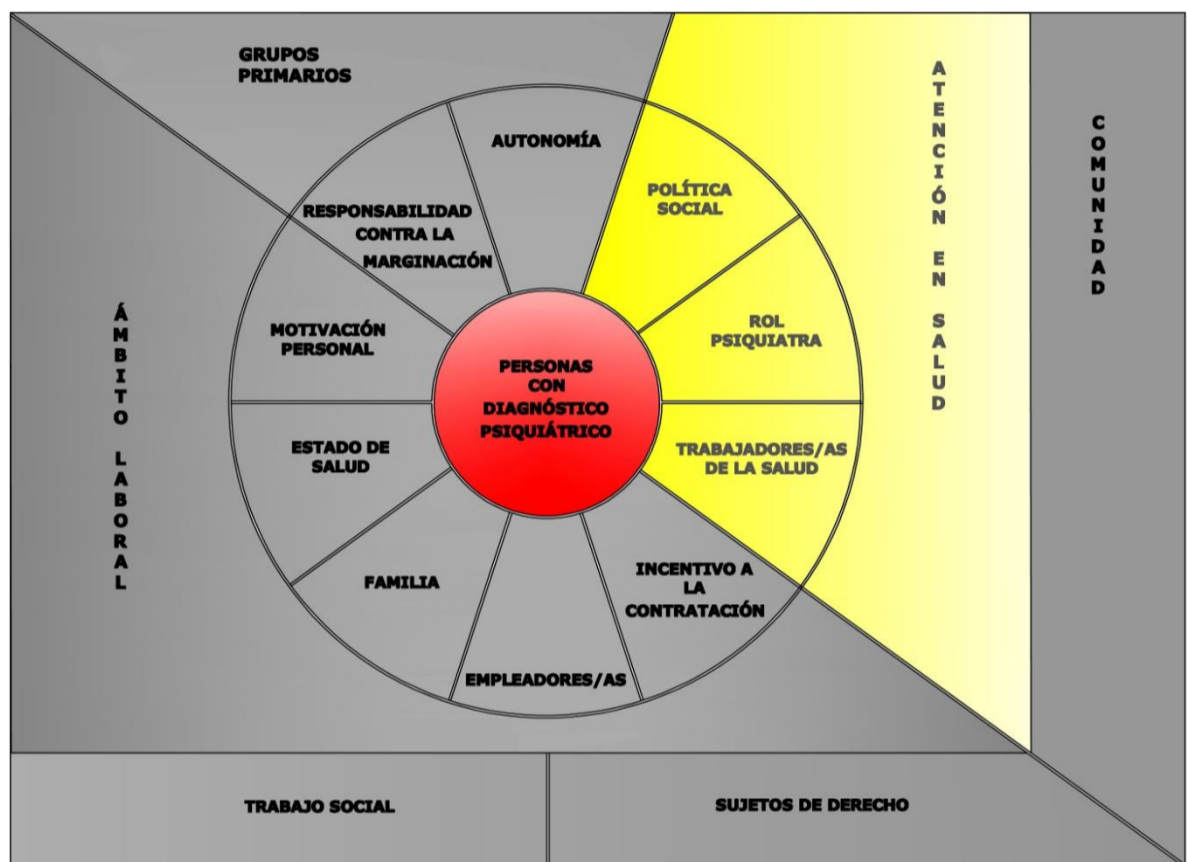 GRUPOS
PRIMARIOS
AUTONOMÍA
RESPONSABILIDAD
CONTRA LA
MARGINACIÓN
POLÍTICA
SOCIAL
ATENCIÓN EN SALUD
COMUNIDAD
ÁMBITO LABORAL
MOTIVACIÓN
PERSONAL
ROL
PSIQUIATRA
PERSONAS
CON
DIAGNÓSTICO
PSIQUIÁTRICO
ESTADO DE
SALUD
TRABAJADORES/AS
DE LA SALUD
FAMILIA
INCENTIVO A
LA
CONTRATACIÓN
EMPLEADORES/AS
TRABAJO SOCIAL
SUJETOS DE DERECHO